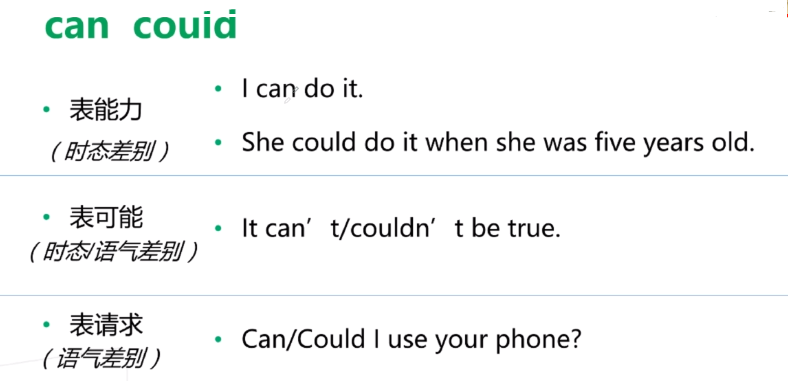 can could
• 表能力
（时态差别）
• I can do it.
• She could do it when she was five years old.
• 表可能
（时态/语气差别）
• It can’t/couldn’t be true.
• 表请求
（语气差别）
• Can/Could I use your phone?